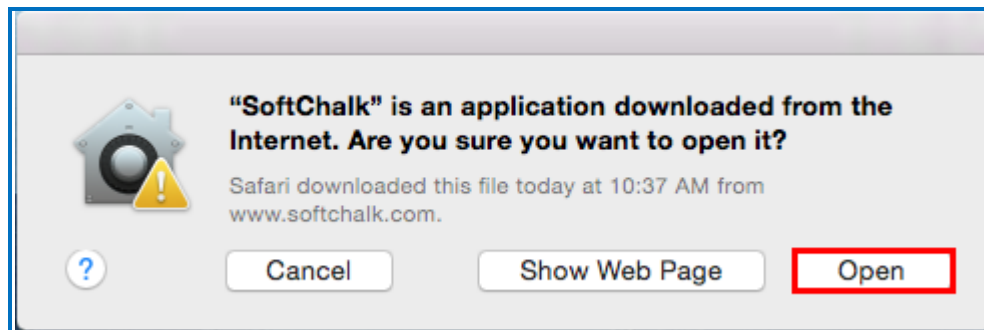 “SoftChalk” is an application downloaded from the
Internet. Are you sure you want to open it?
Safari downloaded this file today at 10:37 AM from
www.softchalk.com.
?
Cancel
Show Web Page
Open